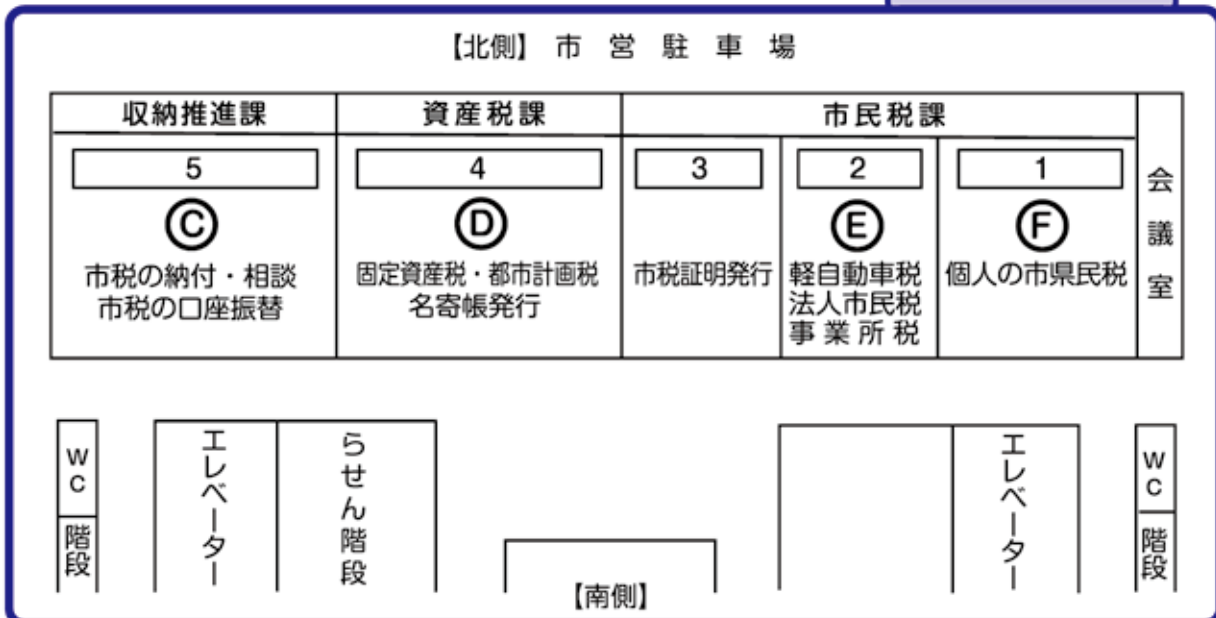 【北側】 市 営 駐 車 場
収納推進課
資産税課
市民税課
会議室
5
4
3
2
1
C
D
E
F
市税の納付・相談
市税の口座振替
固定資産税・都市計画税
名寄帳発行
市税証明発行
軽自動車税
法人市民税
事業所税
個人の市県民税
WC
階段
エレベーター
らせん階段
【南側】
エレベーター
WC
階段